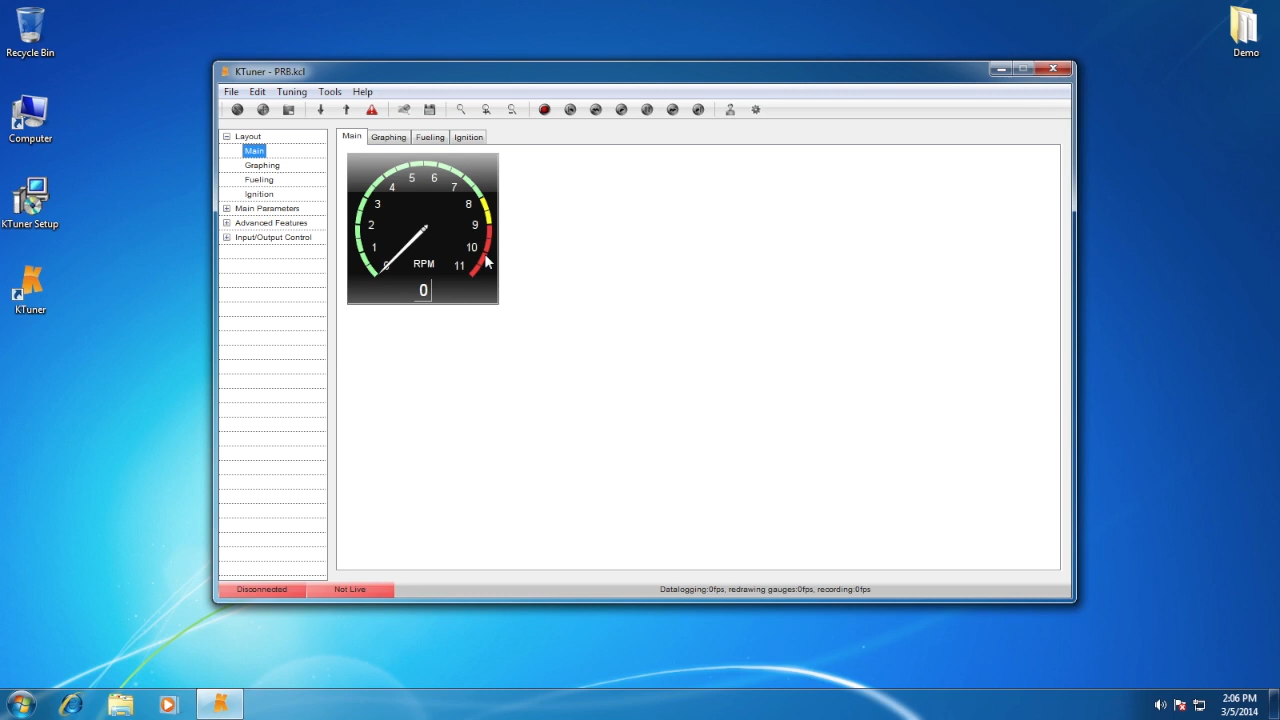 Recycle Bin
Computer
KTuner Setup
KTuner
Demo
KTuner - PRB.kcl
File Edit Tuning Tools Help
Layout
Main
Graphing
Fueling
Ignition
Main Parameters
Advanced Features
Input/Output Control
Main Graphing Fueling Ignition
5 6
4 7
3 8
2 9
1 10
0 RPM 11
0
Disconnected Not Live Datalogging:0fps, redrawing gauges:0fps, recording:0fps
2:06 PM
3/5/2014